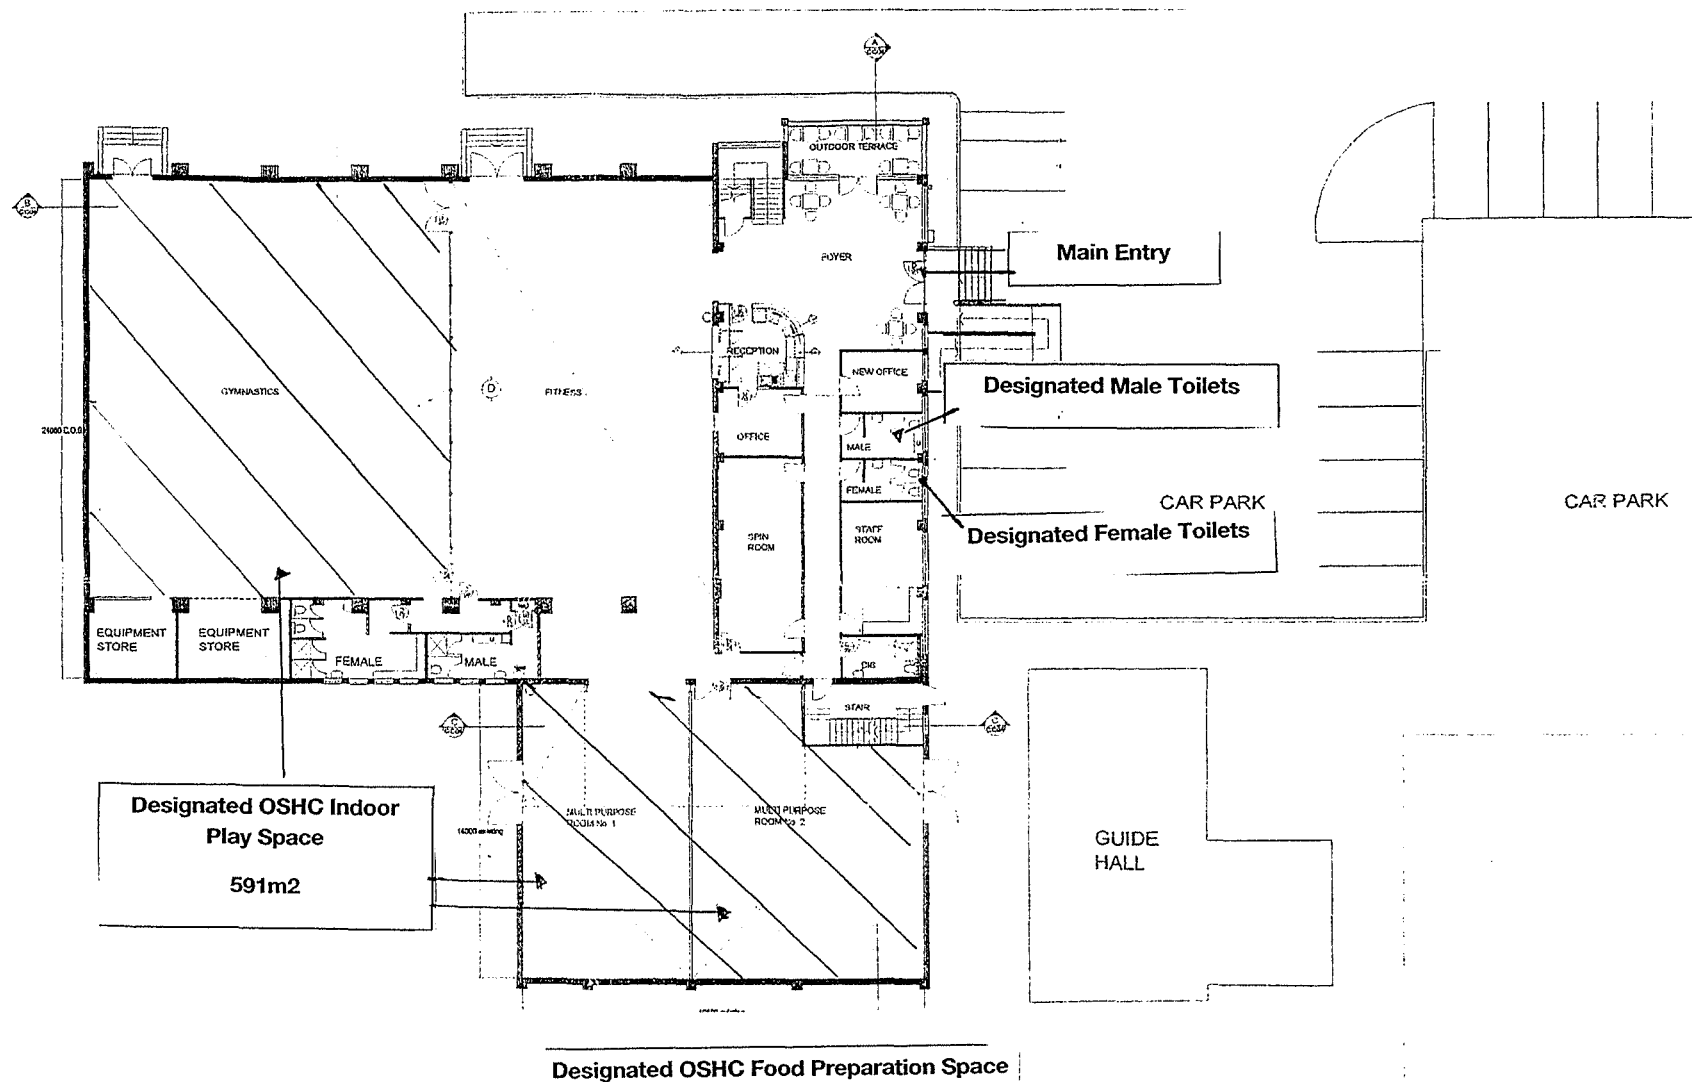 A
OUTDOOR TERRACE
B
FOYER
Main Entry
RECEPTION
NEW OFFICE
Designated Male Toilets
GYMNASTICS
D
FITNESS
24000 C.O.S
OFFICE
MALE
FEMALE
CAR PARK
CAR PARK
SPIN
ROOM
STAFF
ROOM
Designated Female Toilets
EQUIPMENT
STORE
EQUIPMENT
STORE
FEMALE
MALE
STAIR
C
C
Designated OSHC Indoor
Play Space
591m2
14000 existing
MULTI PURPOSE
ROOM No. 1
MULTI PURPOSE
ROOM No. 2
GUIDE
HALL
Designated OSHC Food Preparation Space